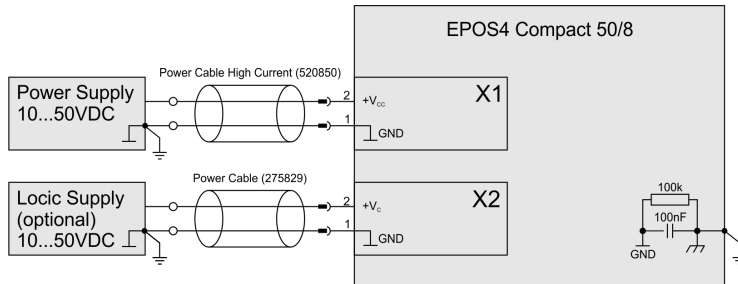 EPOS4 Compact 50/8
Power Cable High Current (520850)
Power Supply
10...50VDC
2
+Vcc
X1
1
GND
Power Cable (275829)
Locic Supply
(optional)
10...50VDC
2
+Vc
X2
1
GND
100k
100nF
GND